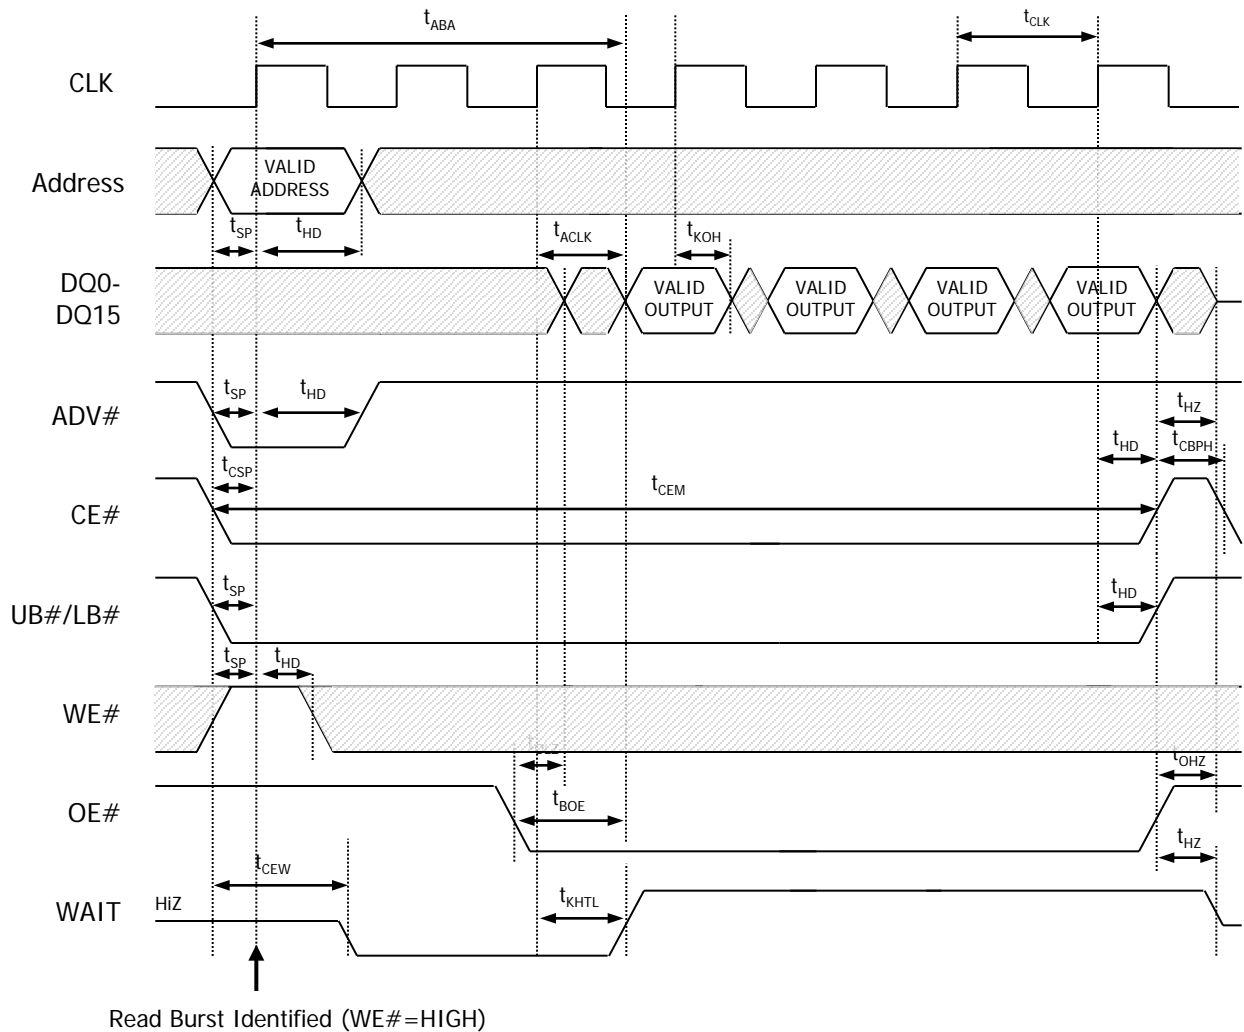 tABA
tCLK
CLK
VALID
ADDRESS
Address
tSP
tHD
tACLK
tKOH
DQ0-
DQ15
VALID
OUTPUT
VALID
OUTPUT
VALID
OUTPUT
VALID
OUTPUT
tSP
tHD
ADV#
tHZ
tHD
tCBPH
tCSP
tCEM
CE#
tSP
tHD
UB#/LB#
tSP
tHD
WE#
tOHZ
tBOE
OE#
tHZ
tCEW
HiZ
WAIT
tKHTL
Read Burst Identified (WE#=HIGH)